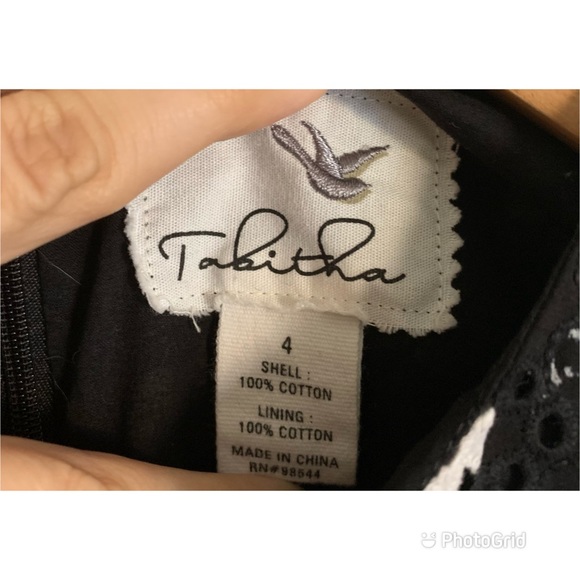 Tabitha
4
SHELL :
100% COTTON
LINING :
100% COTTON
MADE IN CHINA
RN#98544
PhotoGrid